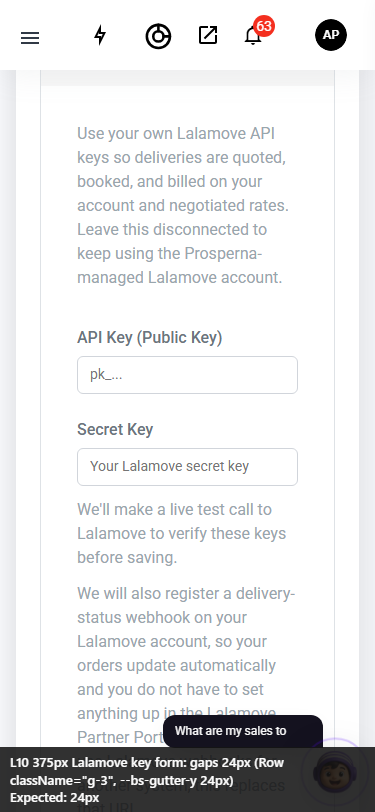 63
AP
Use your own Lalamove API
keys so deliveries are quoted,
booked, and billed on your
account and negotiated rates.
Leave this disconnected to
keep using the Prosperna-
managed Lalamove account.
API Key (Public Key)
pk_...
Secret Key
Your Lalamove secret key
We'll make a live test call to
Lalamove to verify these keys
before saving.
We will also register a delivery-
status webhook on your
Lalamove account, so your
orders update automatically
and you do not have to set
anything up in the Lalamove
Partner
What are my sales to
L10 375px Lalamove key form: gaps 24px (Row
className="g-3", --bs-gutter-y 24px)
Expected: 24px